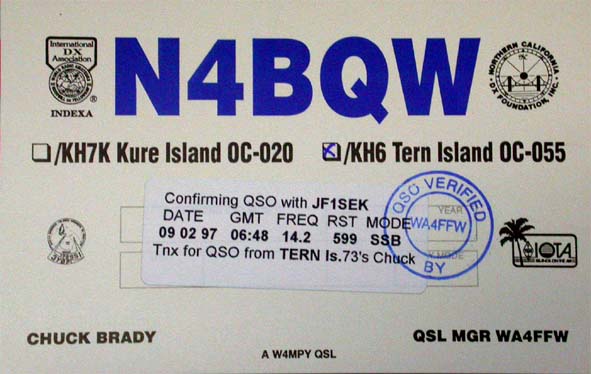 International
DX
Association
INDEXA
N4BQW
NORTHERN CALIFORNIA
DX FOUNDATION, INC.
/KH7K Kure Island OC-020
/KH6 Tern Island OC-055
Confirming QSO with JF1SEK
DATE GMT FREQ RST MODE
09 02 97 06:48 14.2 599 SSB
Tnx for QSO from TERN Is.73's Chuck
YEAR
MODE
QSO VERIFIED
WA4FFW
BY
IOTA
CHUCK BRADY
QSL MGR WA4FFW
A W4MPY QSL